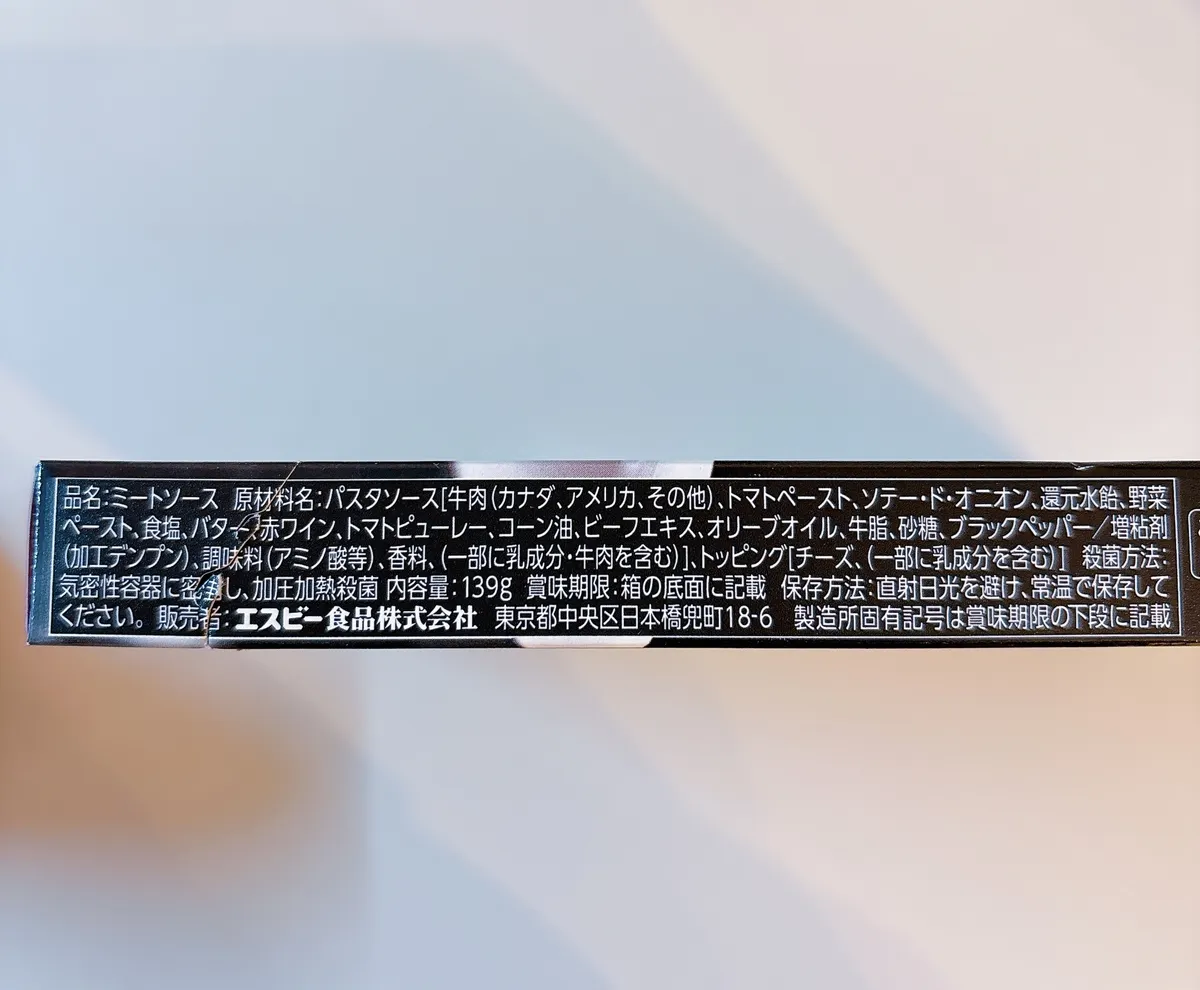 品名:ミートソース 原材料名:パスタソース[牛肉(カナダ、アメリカ、その他)、トマトペースト、ソテー・ド・オニオン、還元水飴、野菜
ペースト、食塩、バター、赤ワイン、トマトピューレー、コーン油、ビーフエキス、オリーブオイル、牛脂、砂糖、ブラックペッパー/増粘剤
(加工デンプン)、調味料(アミノ酸等)、香料、(一部に乳成分・牛肉を含む)]、トッピング[チーズ、(一部に乳成分を含む)] 殺菌方法:
気密性容器に密封し、加圧加熱殺菌 内容量:139g 賞味期限:箱の底面に記載 保存方法:直射日光を避け、常温で保存して
ください。 販売者:エスビー食品株式会社 東京都中央区日本橋兜町18-6 製造所固有記号は賞味期限の下段に記載